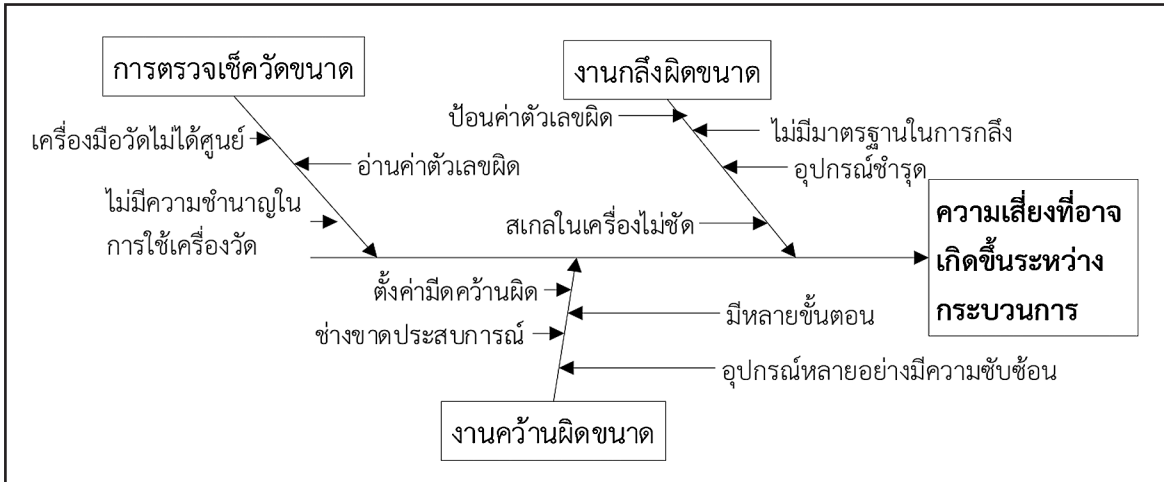 การตรวจเช็ควัดขนาด
งานกลึงผิดขนาด
ป้อนค่าตัวเลขผิด
ไม่มีมาตรฐานในการกลึง
เครื่องมือวัดไม่ได้ศูนย์
อ่านค่าตัวเลขผิด
อุปกรณ์ชำรุด
ไม่มีความชำนาญใน
การใช้เครื่องวัด
สเกลในเครื่องไม่ชัด
ความเสี่ยงที่อาจ
เกิดขึ้นระหว่าง
กระบวนการ
ตั้งค่ามีดคว้านผิด
มีหลายขั้นตอน
ช่างขาดประสบการณ์
อุปกรณ์หลายอย่างมีความซับซ้อน
งานคว้านผิดขนาด